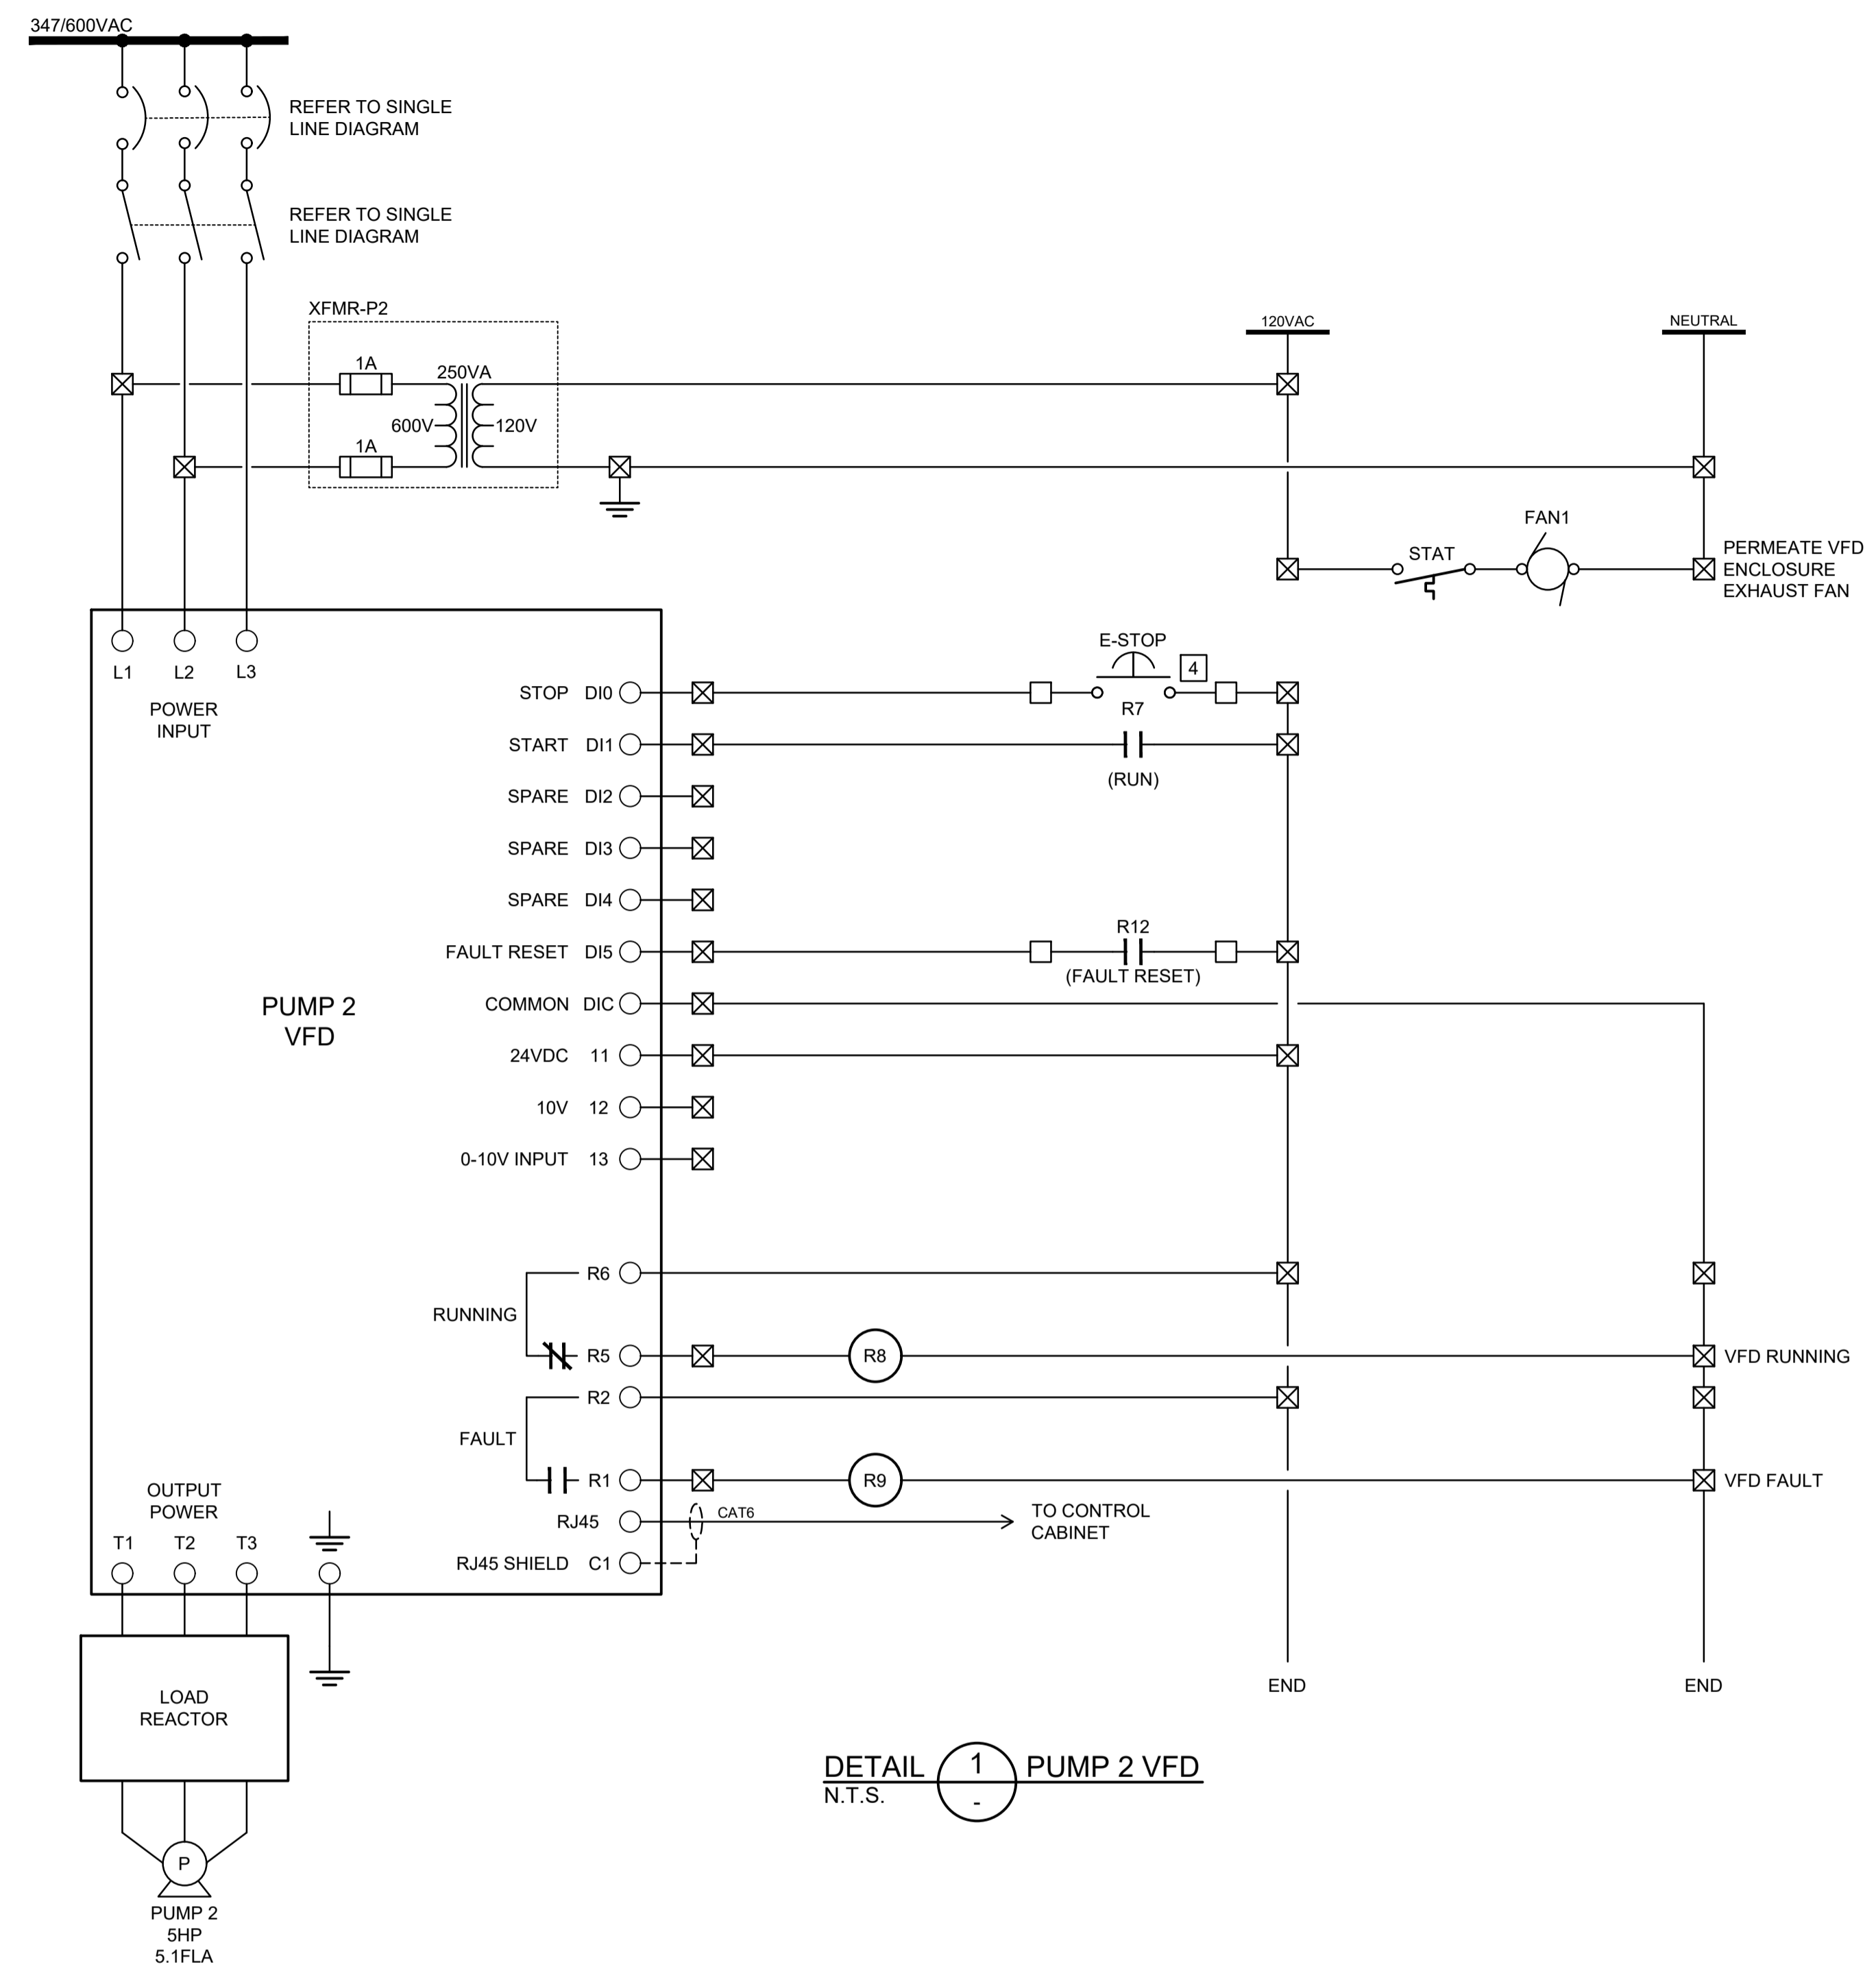 347/600VAC
REFER TO SINGLE
LINE DIAGRAM
REFER TO SINGLE
LINE DIAGRAM
XFMR-P2
1A
250VA
600V
120V
1A
120VAC
NEUTRAL
FAN1
STAT
PERMEATE VFD
ENCLOSURE
EXHAUST FAN
L1
L2
L3
POWER
INPUT
E-STOP
4
STOP DI0
R7
START DI1
(RUN)
SPARE DI2
SPARE DI3
SPARE DI4
R12
FAULT RESET DI5
(FAULT RESET)
COMMON DIC
PUMP 2
VFD
24VDC 11
10V 12
0-10V INPUT 13
R6
RUNNING
R5
R8
VFD RUNNING
R2
FAULT
R1
R9
VFD FAULT
RJ45
CAT6
TO CONTROL
CABINET
RJ45 SHIELD C1
OUTPUT
POWER
T1
T2
T3
LOAD
REACTOR
END
END
P
PUMP 2
5HP
5.1FLA
DETAIL 1 PUMP 2 VFD
N.T.S. -